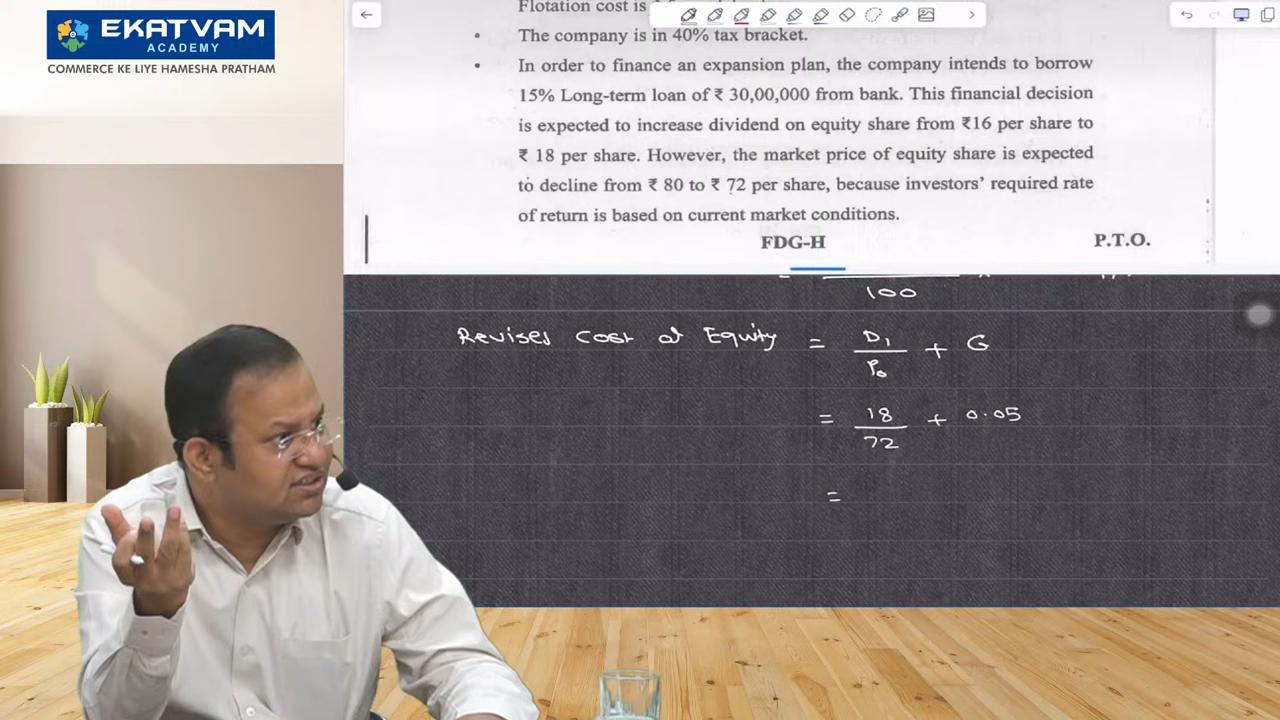 EKATVAM
ACADEMY
COMMERCE KE LIYE HAMESHA PRATHAM
Flotation cost is
• The company is in 40% tax bracket.
• In order to finance an expansion plan, the company intends to borrow
15% Long-term loan of ₹ 30,00,000 from bank. This financial decision
is expected to increase dividend on equity share from ₹16 per share to
₹ 18 per share. However, the market price of equity share is expected
to decline from ₹ 80 to ₹ 72 per share, because investors' required rate
of return is based on current market conditions.
FDG-H
P.T.O.
100
Revises Cost of Equity = D1 / P0 + G
= 18 / 72 + 0.05
=